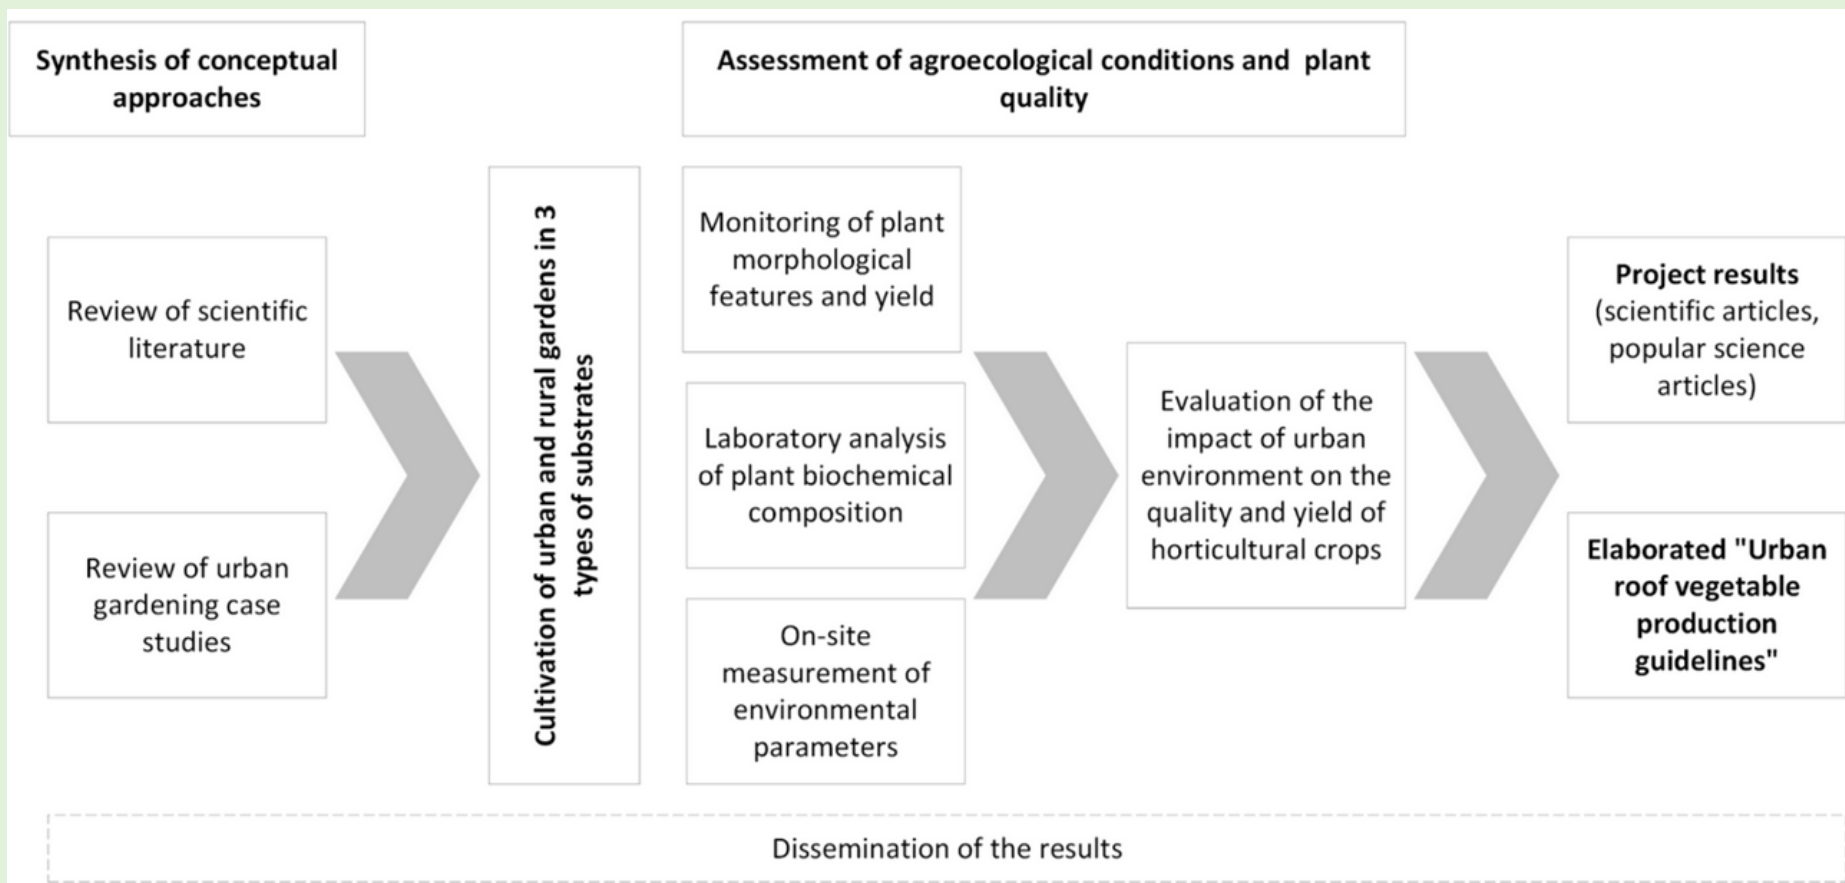 Synthesis of conceptual
approaches
Assessment of agroecological conditions and plant
quality
Review of scientific
literature
Review of urban
gardening case
studies
Cultivation of urban and rural gardens in 3
types of substrates
Monitoring of plant
morphological
features and yield
Laboratory analysis
of plant biochemical
composition
On-site
measurement of
environmental
parameters
Evaluation of the
impact of urban
environment on the
quality and yield of
horticultural crops
Project results
(scientific articles,
popular science
articles)
Elaborated "Urban
roof vegetable
production
guidelines"
Dissemination of the results